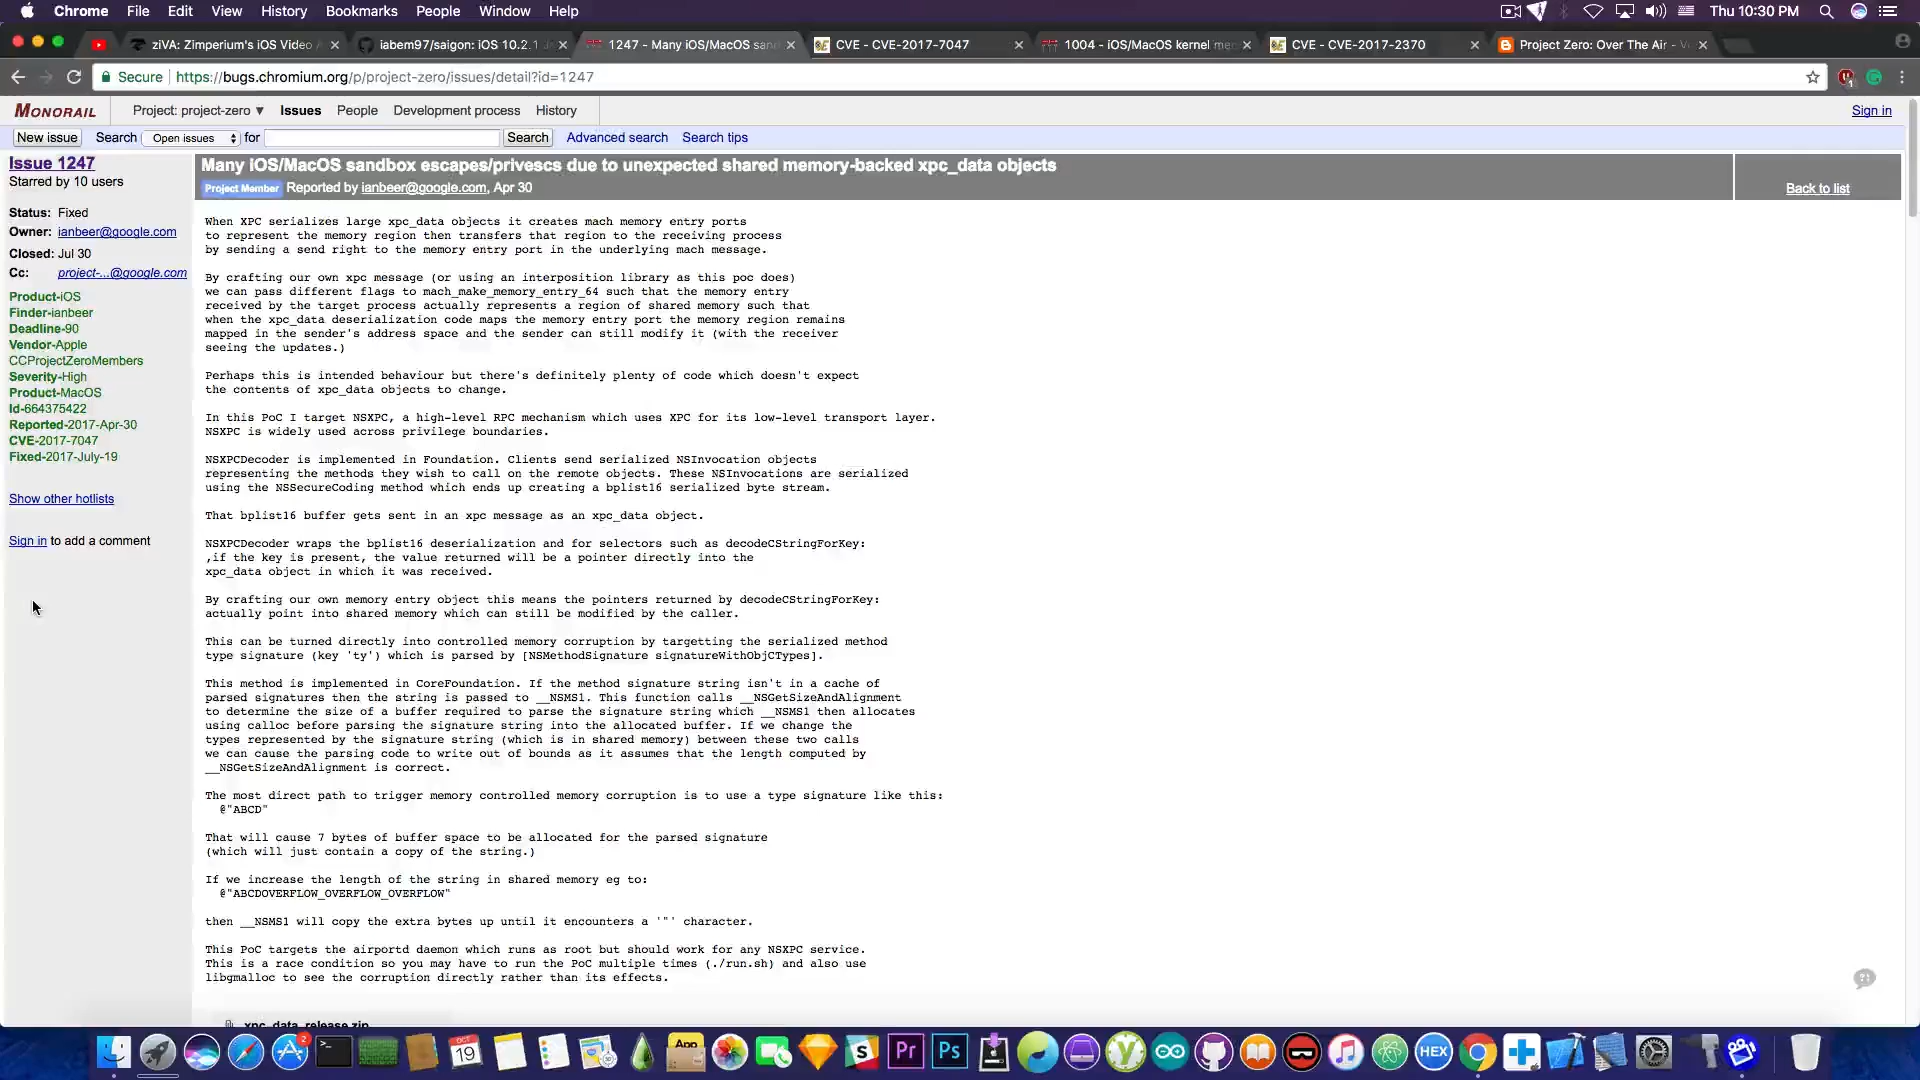 Chrome File Edit View History Bookmarks People Window Help Thu 10:30 PM
ziVA: Zimperium's iOS Video A
iabem97/saigon: iOS 10.2.1
1247 - Many iOS/MacOS san
CVE - CVE-2017-7047
1004 - iOS/MacOS kernel me
CVE - CVE-2017-2370
Project Zero: Over The Air - V
Secure https://bugs.chromium.org/p/project-zero/issues/detail?id=1247
MONORAIL Project: project-zero ▼ Issues People Development process History Sign in
New issue Search Open issues for Search Advanced search Search tips
Issue 1247
Starred by 10 users
Status: Fixed
Owner: ianbeer@google.com
Closed: Jul 30
Cc: project-...@google.com
Product-iOS
Finder-ianbeer
Deadline-90
Vendor-Apple
CCProjectZeroMembers
Severity-High
Product-MacOS
Id-664375422
Reported-2017-Apr-30
CVE-2017-7047
Fixed-2017-July-19
Show other hotlists
Sign in to add a comment
Many iOS/MacOS sandbox escapes/privescs due to unexpected shared memory-backed xpc_data objects
Project Member Reported by ianbeer@google.com, Apr 30
Back to list
When XPC serializes large xpc_data objects it creates mach memory entry ports
to represent the memory region then transfers that region to the receiving process
by sending a send right to the memory entry port in the underlying mach message.
By crafting our own xpc message (or using an interposition library as this poc does)
we can pass different flags to mach_make_memory_entry_64 such that the memory entry
received by the target process actually represents a region of shared memory such that
when the xpc_data deserialization code maps the memory entry port the memory region remains
mapped in the sender's address space and the sender can still modify it (with the receiver
seeing the updates.)
Perhaps this is intended behaviour but there's definitely plenty of code which doesn't expect
the contents of xpc_data objects to change.
In this PoC I target NSXPC, a high-level RPC mechanism which uses XPC for its low-level transport layer.
NSXPC is widely used across privilege boundaries.
NSXPCDecoder is implemented in Foundation. Clients send serialized NSInvocation objects
representing the methods they wish to call on the remote objects. These NSInvocations are serialized
using the NSSecureCoding method which ends up creating a bplist16 serialized byte stream.
That bplist16 buffer gets sent in an xpc message as an xpc_data object.
NSXPCDecoder wraps the bplist16 deserialization and for selectors such as decodeCStringForKey:
,if the key is present, the value returned will be a pointer directly into the
xpc_data object in which it was received.
By crafting our own memory entry object this means the pointers returned by decodeCStringForKey:
actually point into shared memory which can still be modified by the caller.
This can be turned directly into controlled memory corruption by targetting the serialized method
type signature (key 'ty') which is parsed by [NSMethodSignature signatureWithObjCTypes].
This method is implemented in CoreFoundation. If the method signature string isn't in a cache of
parsed signatures then the string is passed to __NSMS1. This function calls __NSGetSizeAndAlignment
to determine the size of a buffer required to parse the signature string which __NSMS1 then allocates
using calloc before parsing the signature string into the allocated buffer. If we change the
types represented by the signature string (which is in shared memory) between these two calls
we can cause the parsing code to write out of bounds as it assumes that the length computed by
__NSGetSizeAndAlignment is correct.
The most direct path to trigger memory controlled memory corruption is to use a type signature like this:
@"ABCD"
That will cause 7 bytes of buffer space to be allocated for the parsed signature
(which will just contain a copy of the string.)
If we increase the length of the string in shared memory eg to:
@"ABCDOVERFLOW_OVERFLOW_OVERFLOW"
then __NSMS1 will copy the extra bytes up until it encounters a '"' character.
This PoC targets the airportd daemon which runs as root but should work for any NSXPC service.
This is a race condition so you may have to run the PoC multiple times (./run.sh) and also use
libgmalloc to see the corruption directly rather than its effects.
xpc_data_release.zip
2 OCT 19 App S Pr Ps HEX